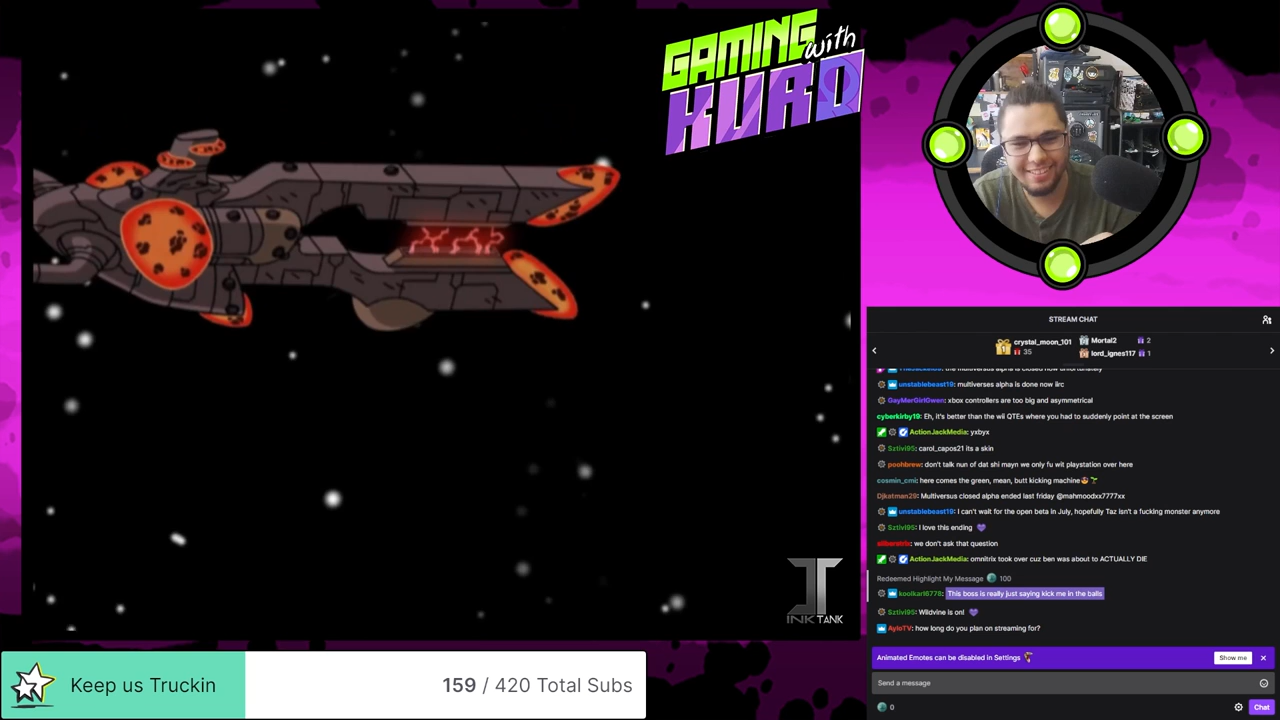 GAMING with
KURO
INKTANK
Keep us Truckin
159 / 420 Total Subs
STREAM CHAT
crystal_moon_101
35
Mortal2 2
lord_ignes117 1
unstablebeast19: multiverses alpha is done now iirc
GayMerGirlGwen: xbox controllers are too big and asymmetrical
cyberkirby19: Eh, it's better than the wii QTEs where you had to suddenly point at the screen
ActionJackMedia: yxbyx
Sztivi95: carol_capos21 its a skin
poohbrew: don't talk nun of dat shi mayn we only fu wit playstation over here
cosmin_cmi: here comes the green, mean, butt kicking machine
Djkatman29: Multiversus closed alpha ended last friday @mahmoodxx7777xx
unstablebeast19: I can't wait for the open beta in July, hopefully Taz isn't a fucking monster anymore
Sztivi95: I love this ending
we don't ask that question
ActionJackMedia: omnitrix took over cuz ben was about to ACTUALLY DIE
Redeemed Highlight My Message 100
koolkarl6778: This boss is really just saying kick me in the balls
Sztivi95: Wildvine is on!
AyloTV: how long do you plan on streaming for?
Animated Emotes can be disabled in Settings
Show me
Send a message
0
Chat